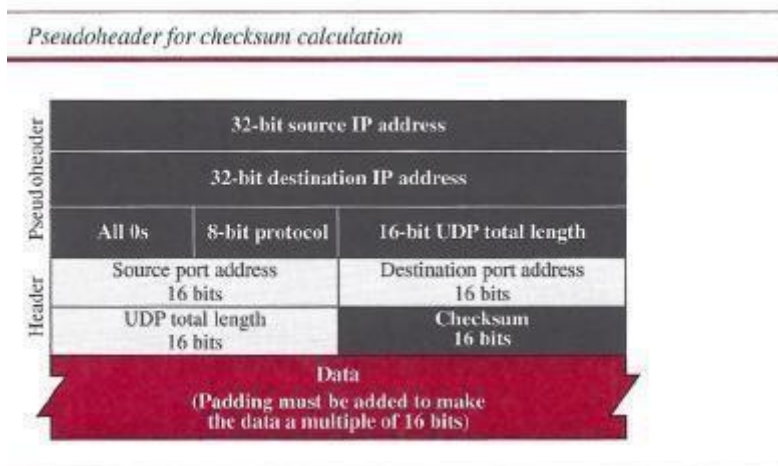 Pseudoheader for checksum calculation
Pseudoheader
32-bit source IP address
32-bit destination IP address
All 0s
8-bit protocol
16-bit UDP total length
Header
Source port address
16 bits
Destination port address
16 bits
UDP total length
16 bits
Checksum
16 bits
Data
(Padding must be added to make
the data a multiple of 16 bits)